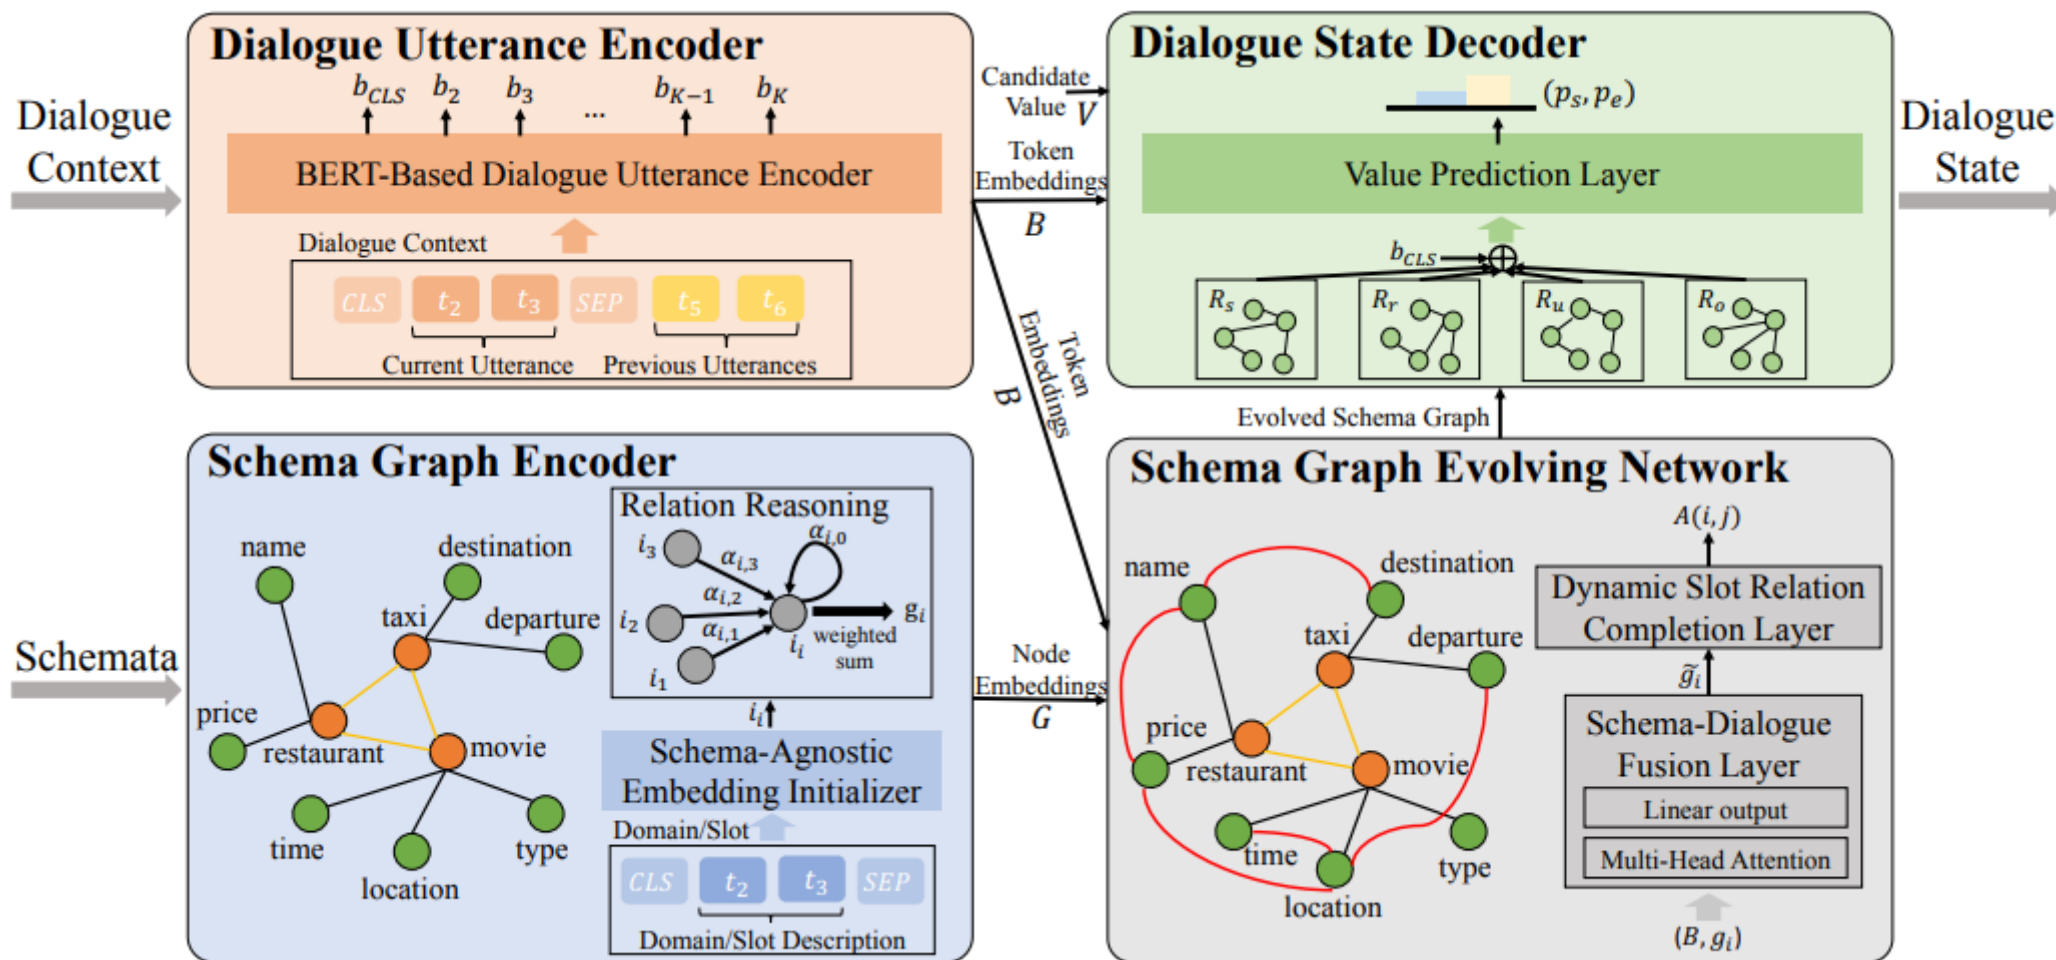 Dialogue
Context
Dialogue Utterance Encoder
b_CLS b_2 b_3 ... b_{K-1} b_K
BERT-Based Dialogue Utterance Encoder
Dialogue Context
CLS t_2 t_3 SEP t_5 t_6
Current Utterance Previous Utterances
Candidate
Value V
Token
Embeddings
B
Token
Embeddings
B
Dialogue State Decoder
(p_s, p_e)
Value Prediction Layer
b_CLS
R_s R_r R_u R_o
Dialogue
State
Evolved Schema Graph
Schemata
Schema Graph Encoder
name
destination
taxi
departure
price
restaurant
movie
time
location
type
Relation Reasoning
i_3 α_{i,3} α_{i,0}
i_2 α_{i,2}
i_1 α_{i,1}
i_i
g_i
weighted
sum
i_i
Schema-Agnostic
Embedding Initializer
Domain/Slot
CLS t_2 t_3 SEP
Domain/Slot Description
Node
Embeddings
G
Schema Graph Evolving Network
name
destination
taxi
departure
price
restaurant
movie
time
location
type
A(i, j)
Dynamic Slot Relation
Completion Layer
g̃_i
Schema-Dialogue
Fusion Layer
Linear output
Multi-Head Attention
(B, g_i)